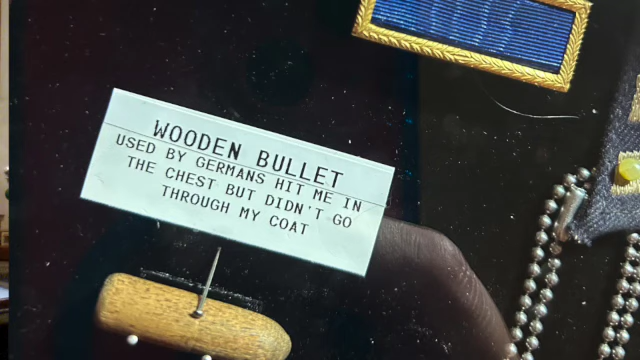 WOODEN BULLET
USED BY GERMANS HIT ME IN
THE CHEST BUT DIDN'T GO
THROUGH MY COAT